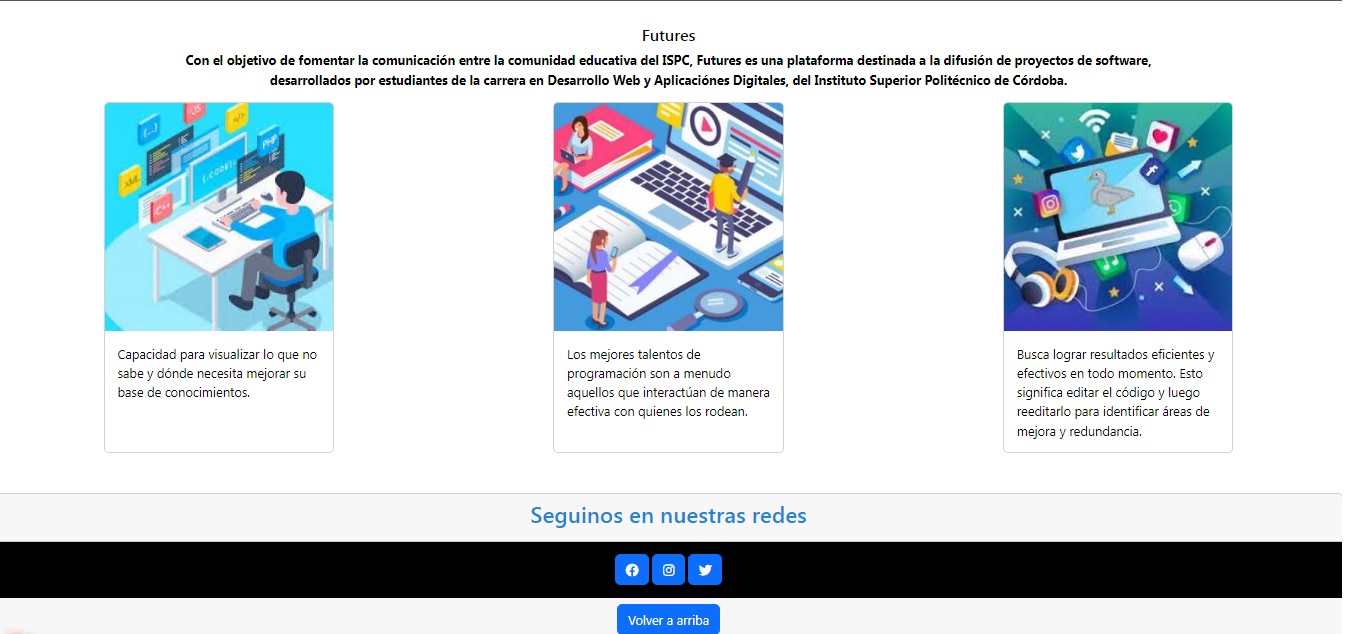 Futures
Con el objetivo de fomentar la comunicación entre la comunidad educativa del ISPC, Futures es una plataforma destinada a la difusión de proyectos de software,
desarrollados por estudiantes de la carrera en Desarrollo Web y Aplicaciónes Digitales, del Instituto Superior Politécnico de Córdoba.
JS
{...}
</>
PHP
XML
{.CODE}
C++
Capacidad para visualizar lo que no
sabe y dónde necesita mejorar su
base de conocimientos.
Los mejores talentos de
programación son a menudo
aquellos que interactúan de manera
efectiva con quienes los rodean.
Busca lograr resultados eficientes y
efectivos en todo momento. Esto
significa editar el código y luego
reeditarlo para identificar áreas de
mejora y redundancia.
Seguinos en nuestras redes
Volver a arriba